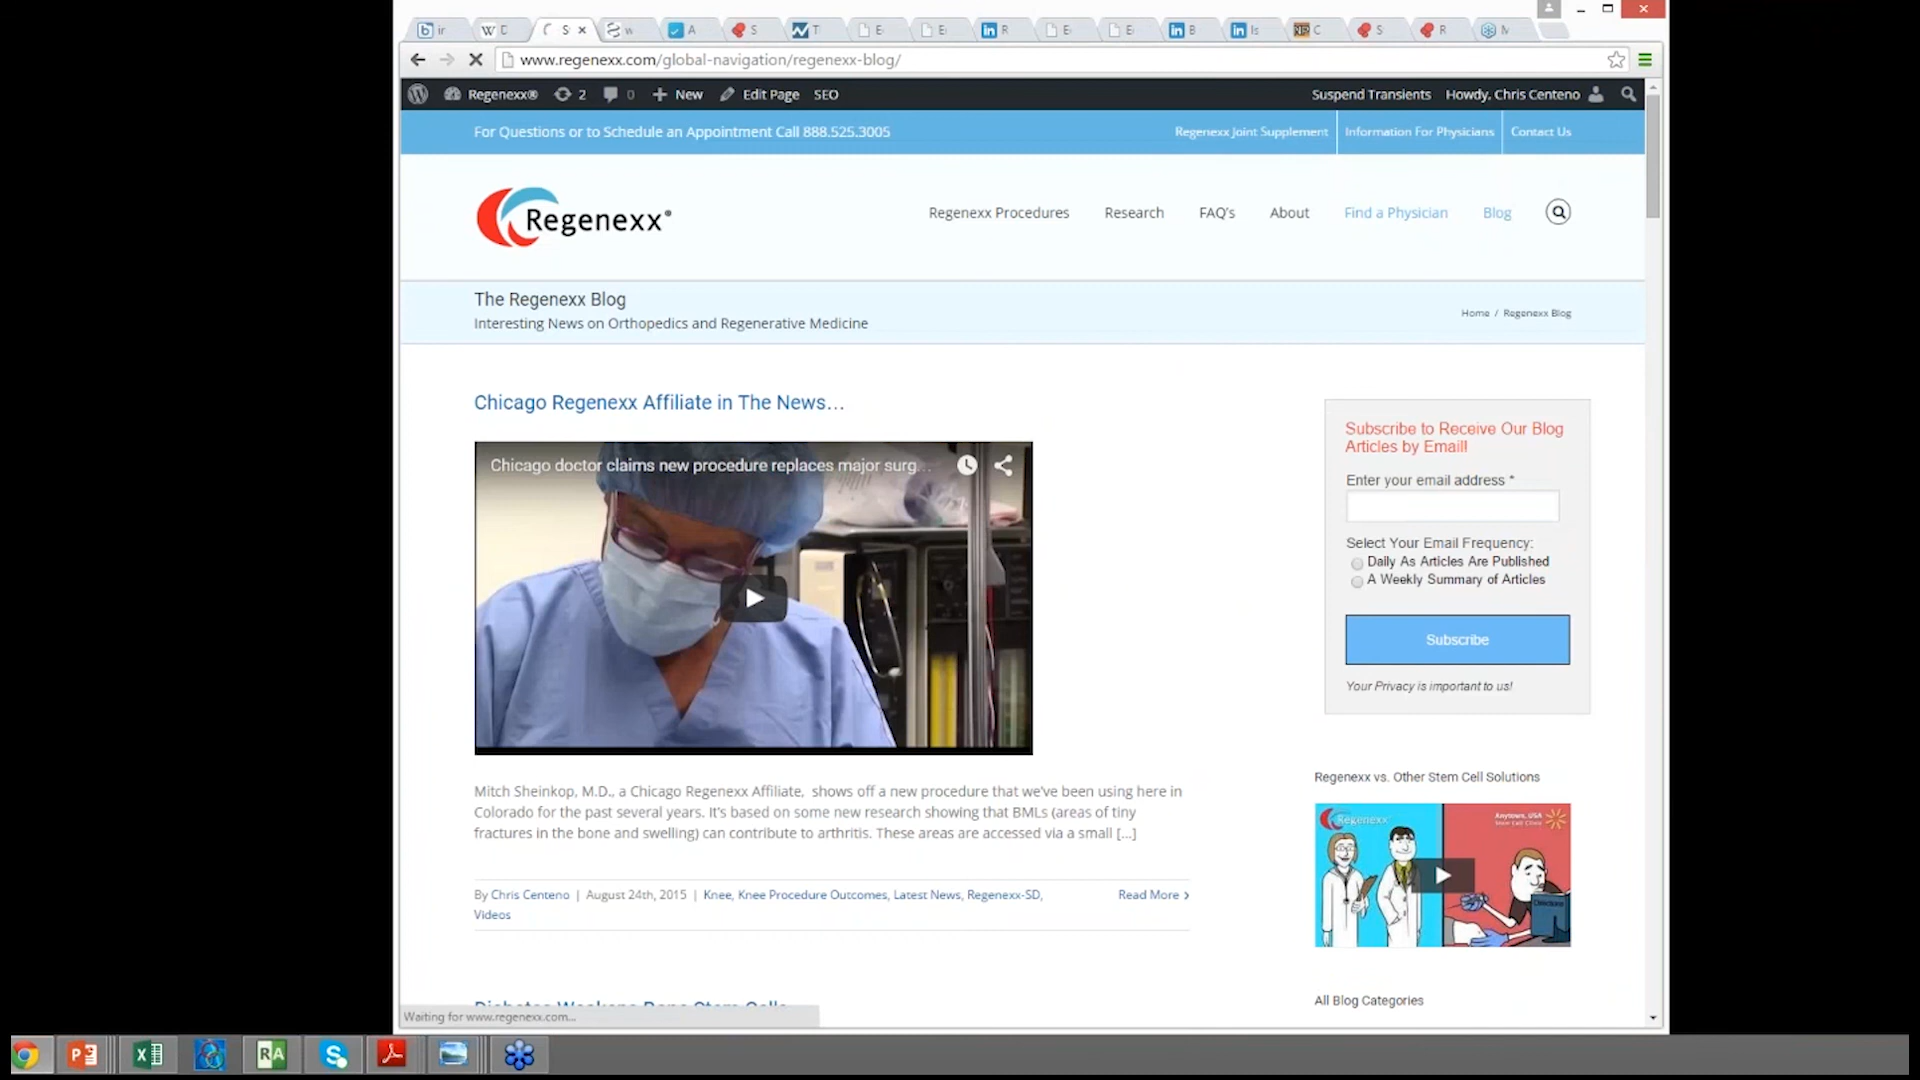 www.regenexx.com/global-navigation/regenexx-blog/
Regenexx® 2 0 New Edit Page SEO Suspend Transients Howdy, Chris Centeno
For Questions or to Schedule an Appointment Call 888.525.3005
Regenexx Joint Supplement Information For Physicians Contact Us
Regenexx®
Regenexx Procedures Research FAQ's About Find a Physician Blog
The Regenexx Blog
Interesting News on Orthopedics and Regenerative Medicine
Home / Regenexx Blog
Chicago Regenexx Affiliate in The News…
Chicago doctor claims new procedure replaces major surg...
Mitch Sheinkop, M.D., a Chicago Regenexx Affiliate, shows off a new procedure that we've been using here in
Colorado for the past several years. It's based on some new research showing that BMLs (areas of tiny
fractures in the bone and swelling) can contribute to arthritis. These areas are accessed via a small [...]
By Chris Centeno | August 24th, 2015 | Knee, Knee Procedure Outcomes, Latest News, Regenexx-SD,
Videos
Read More ›
Subscribe to Receive Our Blog
Articles by Email!
Enter your email address *
Select Your Email Frequency:
Daily As Articles Are Published
A Weekly Summary of Articles
Subscribe
Your Privacy is important to us!
Regenexx vs. Other Stem Cell Solutions
Regenexx
Anytown, USA
Stem Cell Clinic
Directions
All Blog Categories
Waiting for www.regenexx.com...
RA